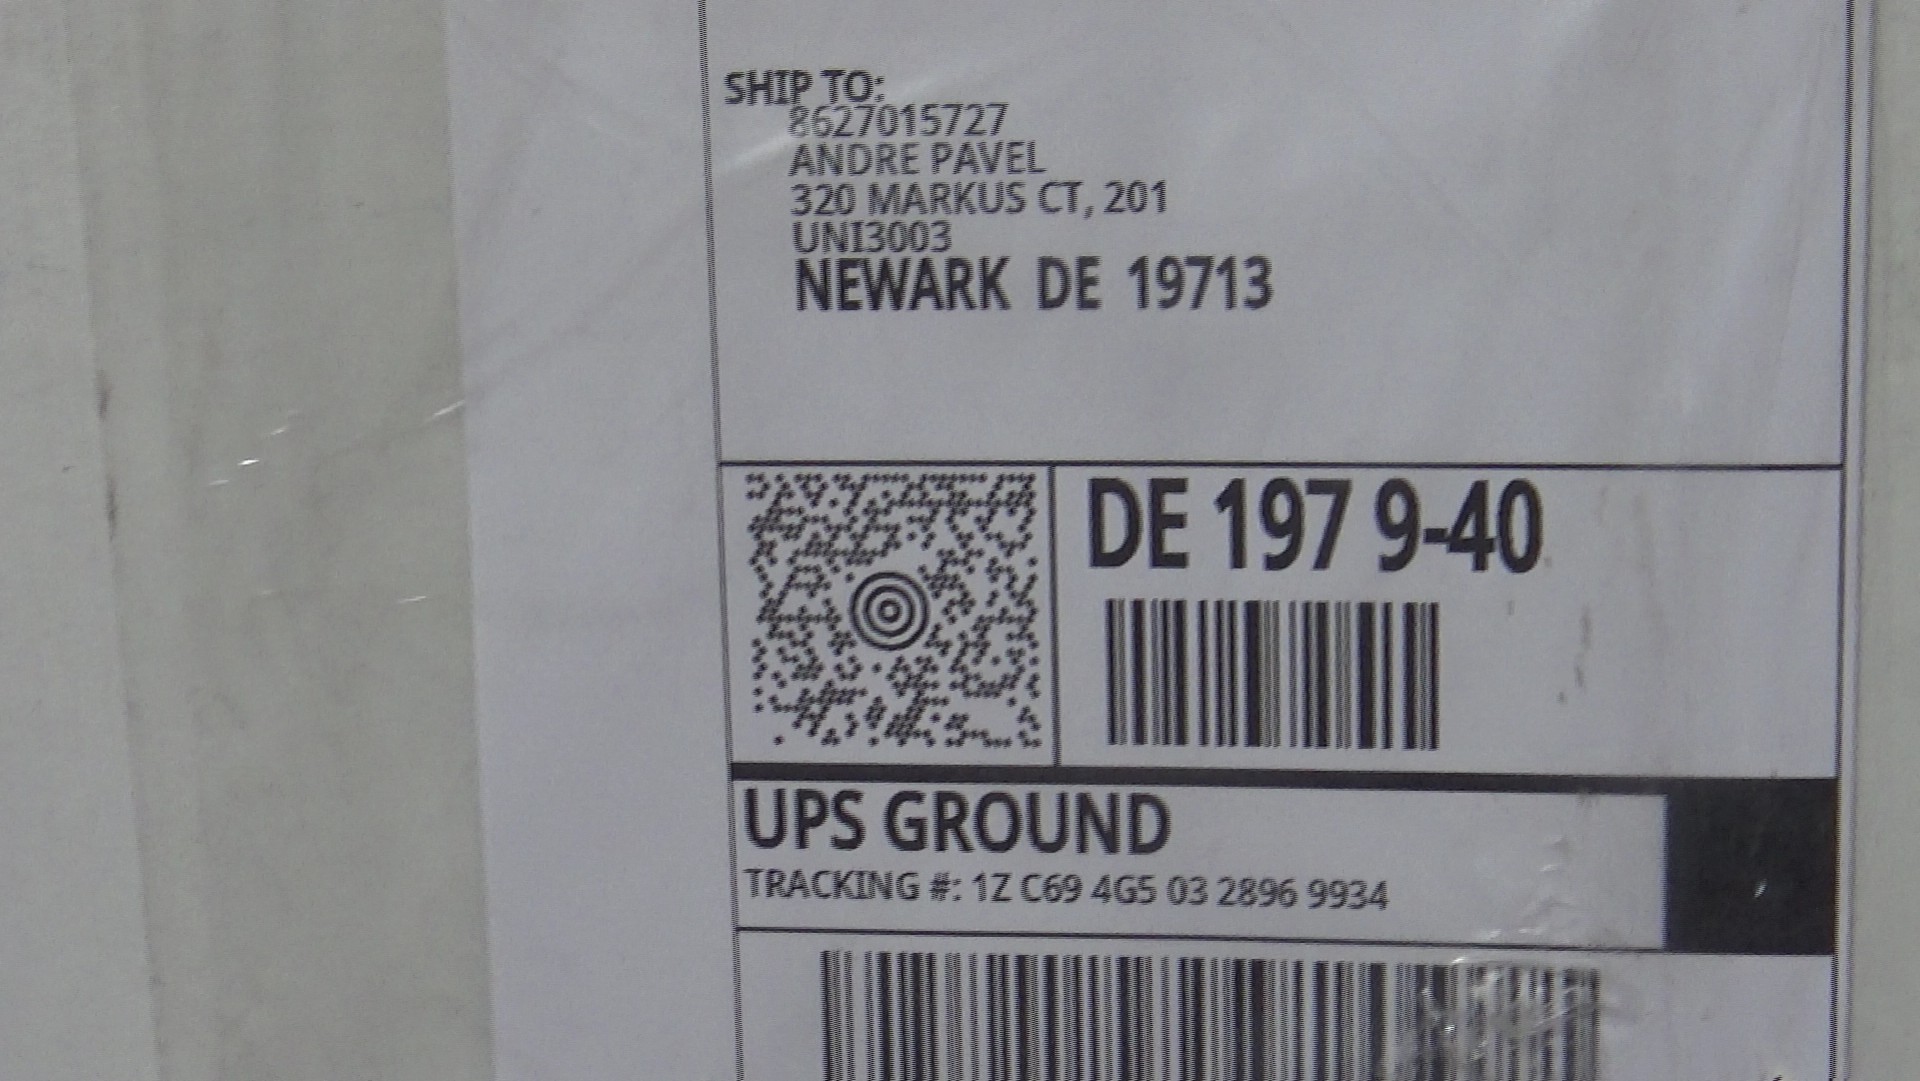 SHIP TO:
8627015727
ANDRE PAVEL
320 MARKUS CT, 201
UNI3003
NEWARK DE 19713
DE 197 9-40
UPS GROUND
TRACKING #: 1Z C69 4G5 03 2896 9934